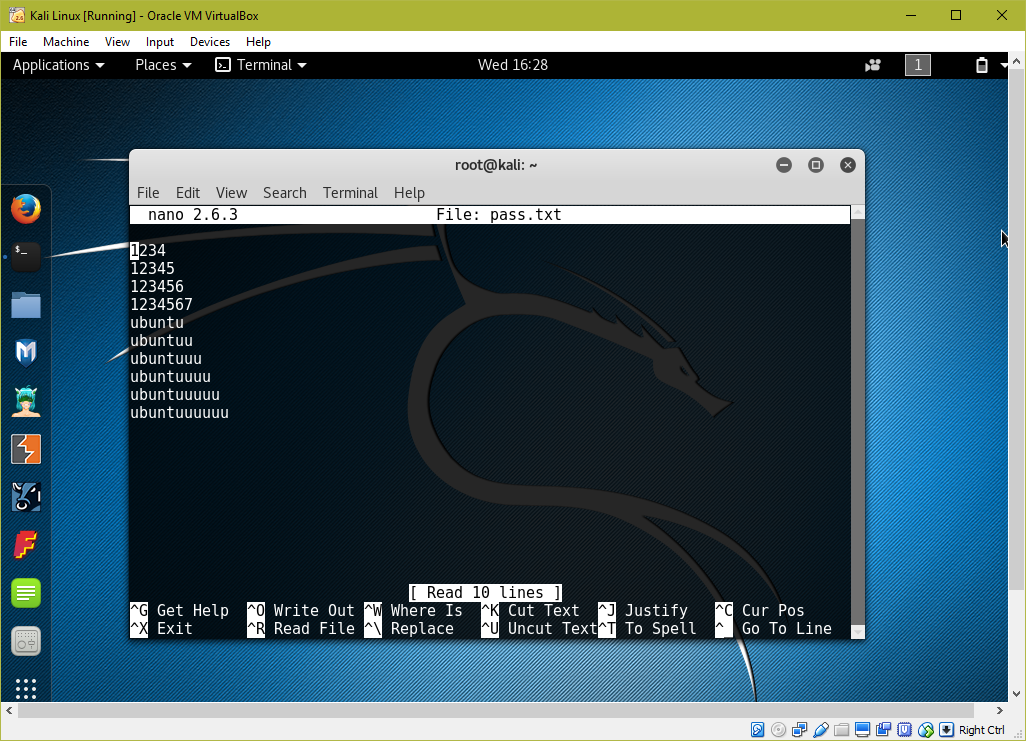 Kali Linux [Running] - Oracle VM VirtualBox
File Machine View Input Devices Help
Applications Places Terminal Wed 16:28 1
root@kali: ~
File Edit View Search Terminal Help
nano 2.6.3 File: pass.txt
1234
12345
123456
1234567
ubuntu
ubuntuu
ubuntuuu
ubuntuuuu
ubuntuuuuu
ubuntuuuuuu
[ Read 10 lines ]
^G Get Help ^O Write Out ^W Where Is ^K Cut Text ^J Justify ^C Cur Pos
^X Exit ^R Read File ^\ Replace ^U Uncut Text ^T To Spell ^_ Go To Line
Right Ctrl